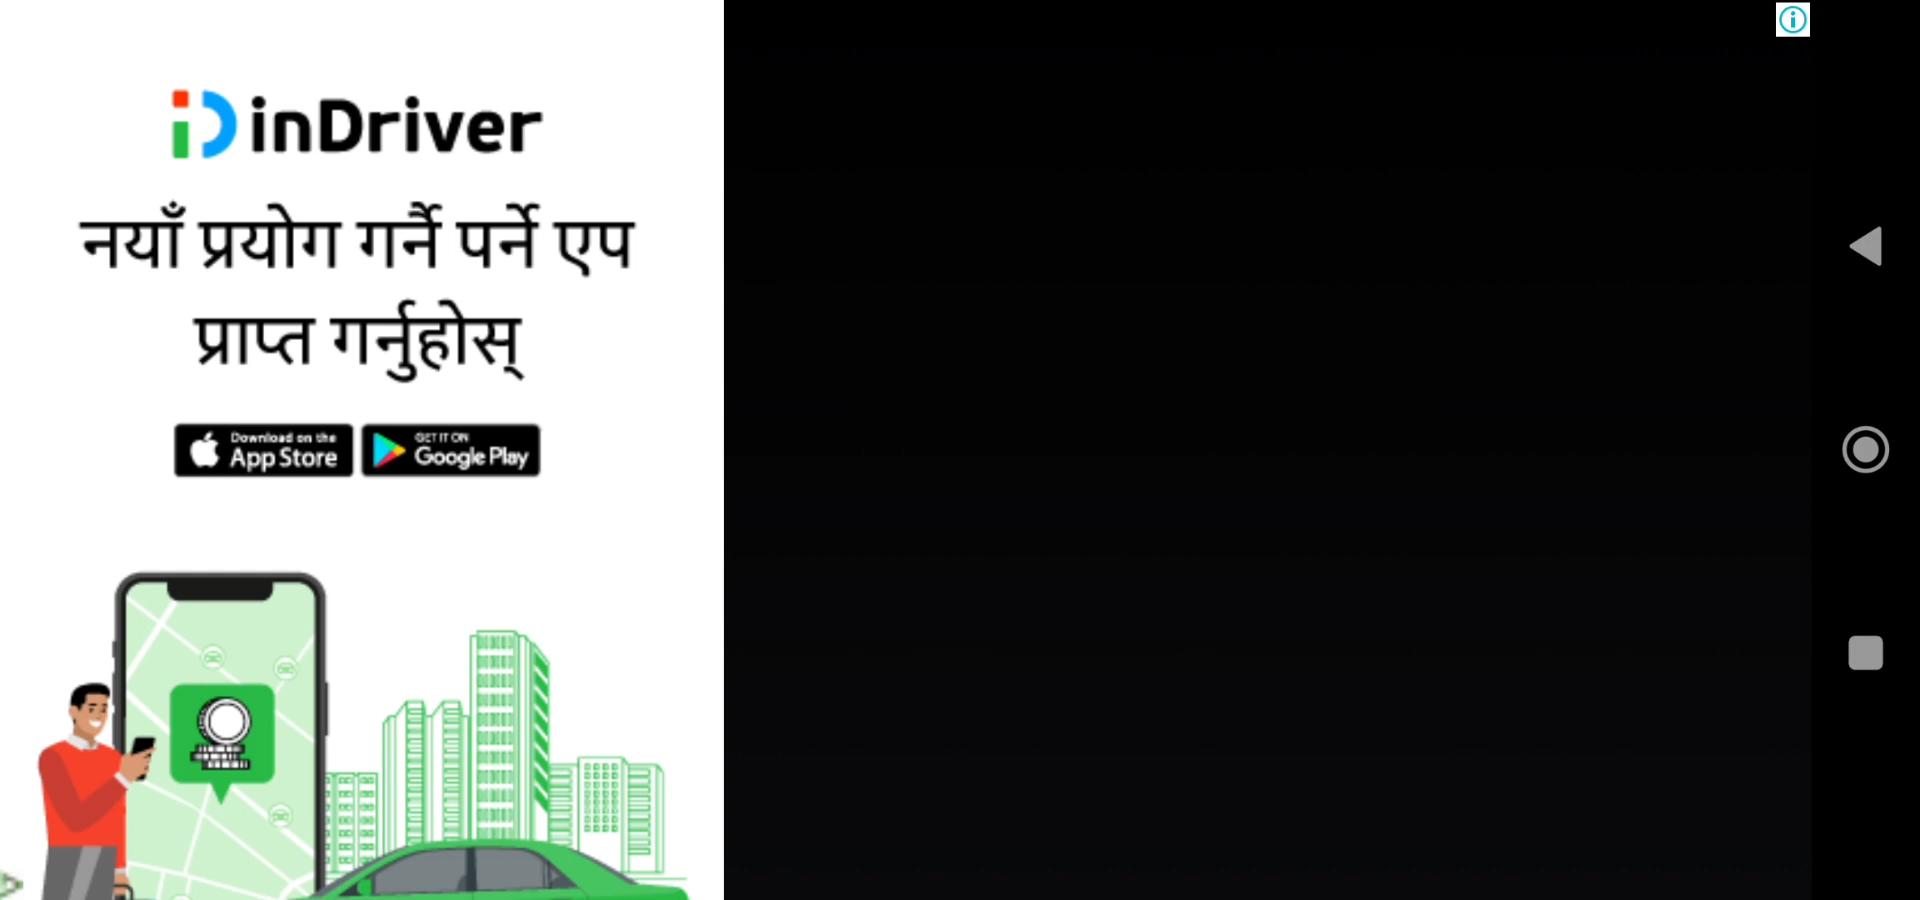 inDriver
नयाँ प्रयोग गर्नै पर्ने एप
प्राप्त गर्नुहोस्
Download on the
App Store
GET IT ON
Google Play